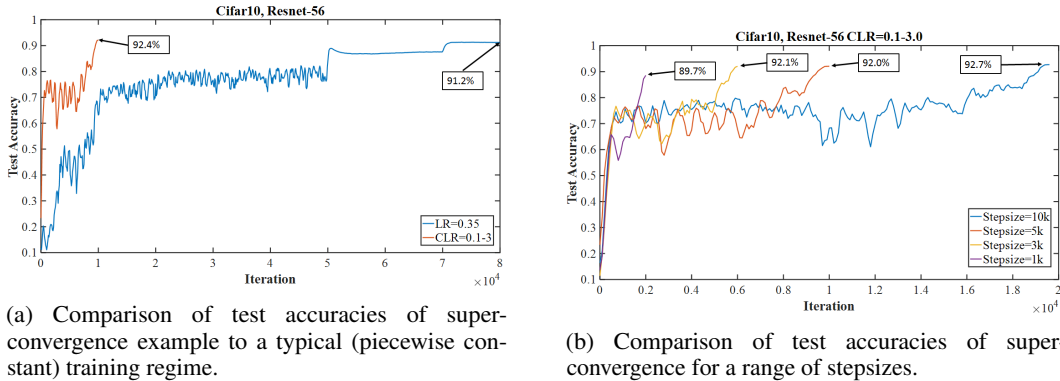 Cifar10, Resnet-56
1
0.9
0.8
0.7
0.6
0.5
0.4
0.3
0.2
0.1
Test Accuracy
92.4%
91.2%
LR=0.35
CLR=0.1-3
0 1 2 3 4 5 6 7 8
Iteration
×10⁴
(a) Comparison of test accuracies of super-
convergence example to a typical (piecewise con-
stant) training regime.
Cifar10, Resnet-56 CLR=0.1-3.0
1
0.9
0.8
0.7
0.6
0.5
0.4
0.3
0.2
0.1
Test Accuracy
89.7%
92.1%
92.0%
92.7%
Stepsize=10k
Stepsize=5k
Stepsize=3k
Stepsize=1k
0 0.2 0.4 0.6 0.8 1 1.2 1.4 1.6 1.8 2
Iteration
×10⁴
(b) Comparison of test accuracies of super-
convergence for a range of stepsizes.